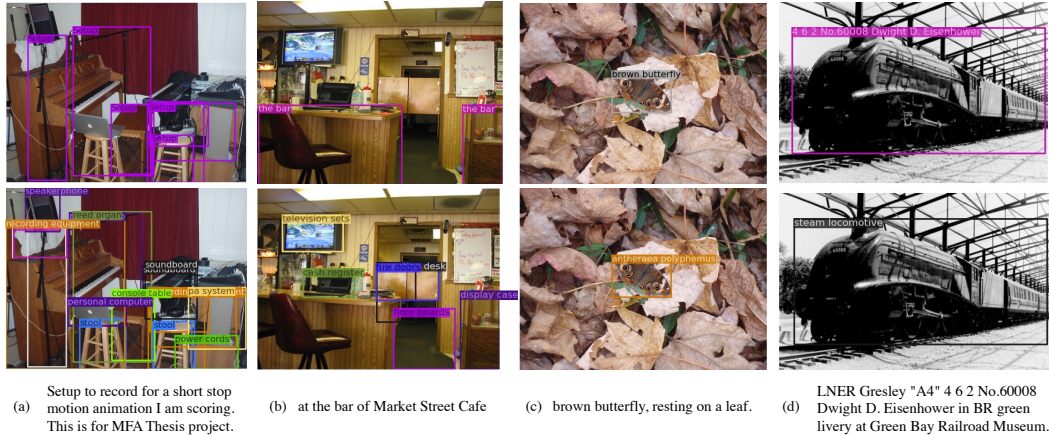 Setup
Setup
Setup
Setup
Setup
the bar
the bar
brown butterfly
4 6 2 No.60008 Dwight D. Eisenhower
60008
speakerphone
reed organ
recording equipment
soundboard
soundboard
console table
pa system
personal computer
stool
stool
power cords
television sets
cash register
fire doors
desk
display case
floor boards
antheraea polyphemus
steam locomotive
60008
(a) Setup to record for a short stop
motion animation I am scoring.
This is for MFA Thesis project.
(b) at the bar of Market Street Cafe
(c) brown butterfly, resting on a leaf.
(d) LNER Gresley "A4" 4 6 2 No.60008
Dwight D. Eisenhower in BR green
livery at Green Bay Railroad Museum.